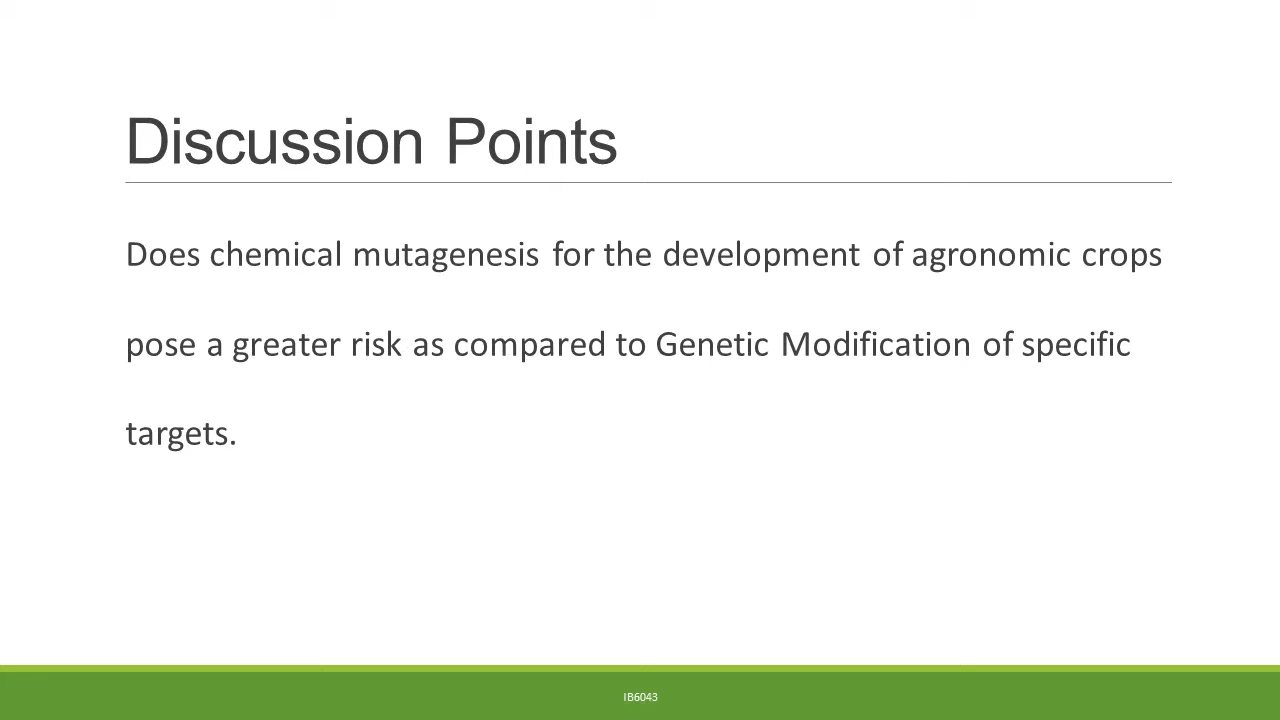 Discussion Points
Does chemical mutagenesis for the development of agronomic crops
pose a greater risk as compared to Genetic Modification of specific
targets.
IB6043